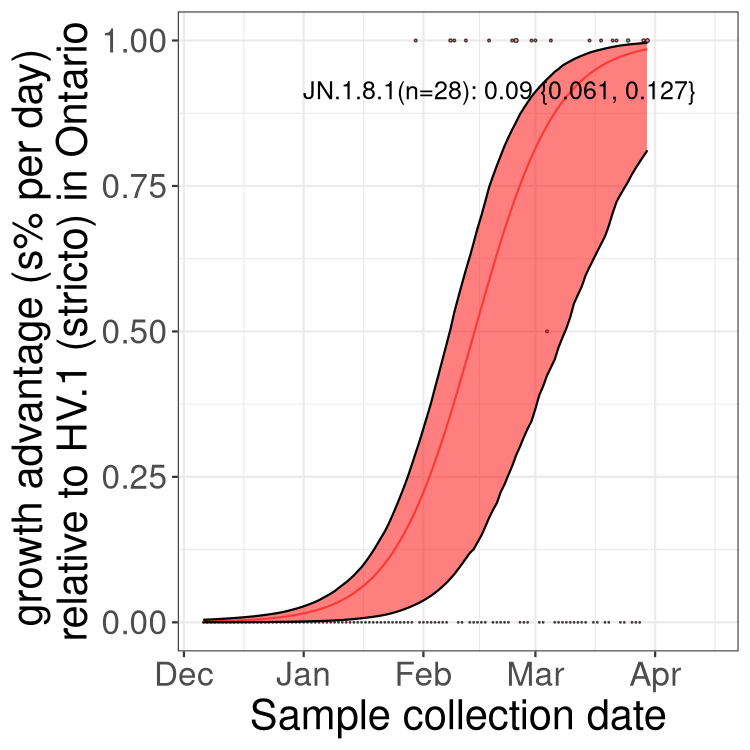 growth advantage (s% per day)
relative to HV.1 (stricto) in Ontario
1.00
JN.1.8.1(n=28): 0.09 {0.061, 0.127}
0.75
0.50
0.25
0.00
Dec Jan Feb Mar Apr
Sample collection date